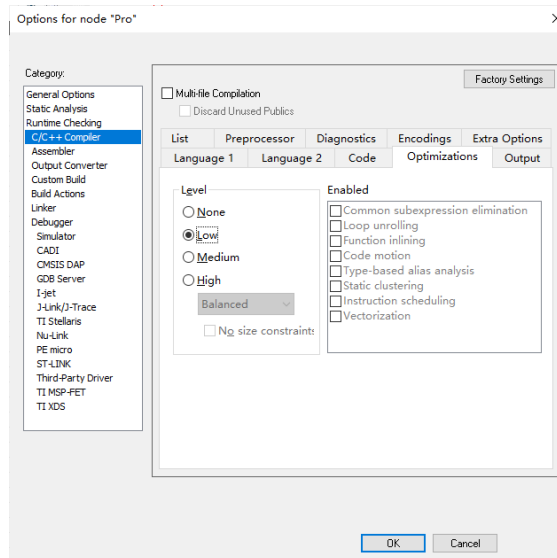 Options for node "Pro"
Category:
General Options
Static Analysis
Runtime Checking
C/C++ Compiler
Assembler
Output Converter
Custom Build
Build Actions
Linker
Debugger
Simulator
CADI
CMSIS DAP
GDB Server
I-jet
J-Link/J-Trace
TI Stellaris
Nu-Link
PE micro
ST-LINK
Third-Party Driver
TI MSP-FET
TI XDS
Factory Settings
Multi-file Compilation
Discard Unused Publics
List Preprocessor Diagnostics Encodings Extra Options
Language 1 Language 2 Code Optimizations Output
Level
None
Low
Medium
High
Balanced
No size constraints
Enabled
Common subexpression elimination
Loop unrolling
Function inlining
Code motion
Type-based alias analysis
Static clustering
Instruction scheduling
Vectorization
OK Cancel